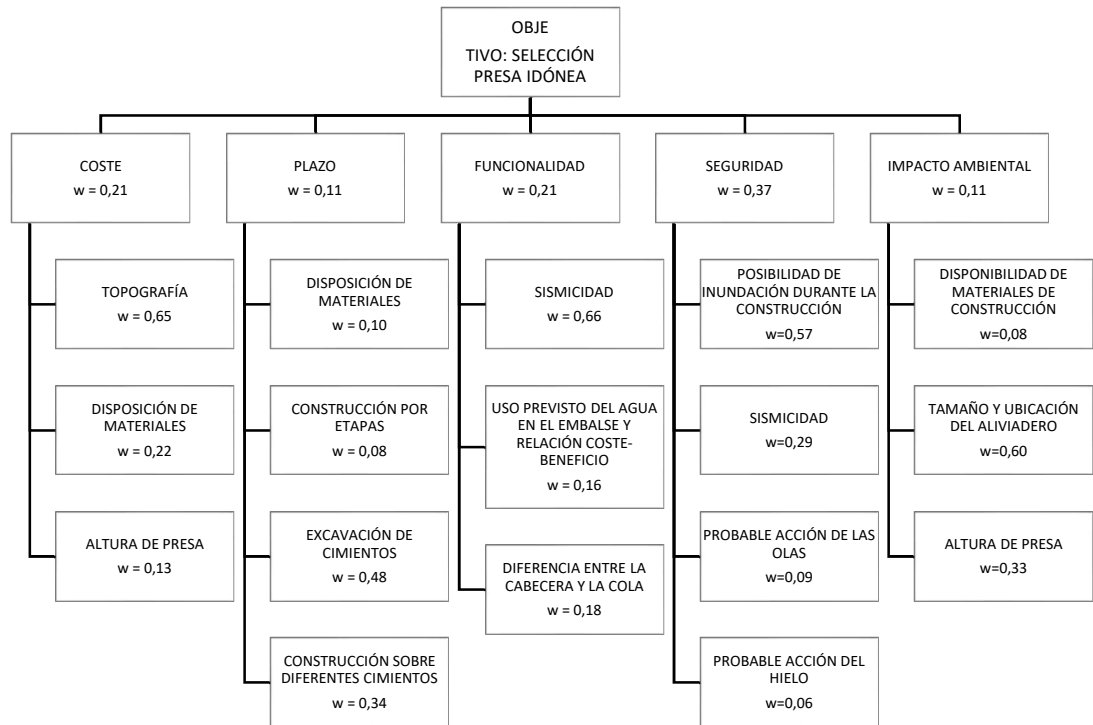 OBJE
TIVO: SELECCIÓN
PRESA IDÓNEA
COSTE
w = 0,21
TOPOGRAFÍA
w = 0,65
DISPOSICIÓN DE
MATERIALES
w = 0,22
ALTURA DE PRESA
w = 0,13
PLAZO
w = 0,11
DISPOSICIÓN DE
MATERIALES
w = 0,10
CONSTRUCCIÓN POR
ETAPAS
w = 0,08
EXCAVACIÓN DE
CIMIENTOS
w = 0,48
CONSTRUCCIÓN SOBRE
DIFERENTES CIMIENTOS
w = 0,34
FUNCIONALIDAD
w = 0,21
SISMICIDAD
w = 0,66
USO PREVISTO DEL AGUA
EN EL EMBALSE Y
RELACIÓN COSTE-
BENEFICIO
w = 0,16
DIFERENCIA ENTRE LA
CABECERA Y LA COLA
w = 0,18
SEGURIDAD
w = 0,37
POSIBILIDAD DE
INUNDACIÓN DURANTE LA
CONSTRUCCIÓN
w=0,57
SISMICIDAD
w=0,29
PROBABLE ACCIÓN DE LAS
OLAS
w=0,09
PROBABLE ACCIÓN DEL
HIELO
w=0,06
IMPACTO AMBIENTAL
w = 0,11
DISPONIBILIDAD DE
MATERIALES DE
CONSTRUCCIÓN
w=0,08
TAMAÑO Y UBICACIÓN
DEL ALIVIADERO
w=0,60
ALTURA DE PRESA
w=0,33